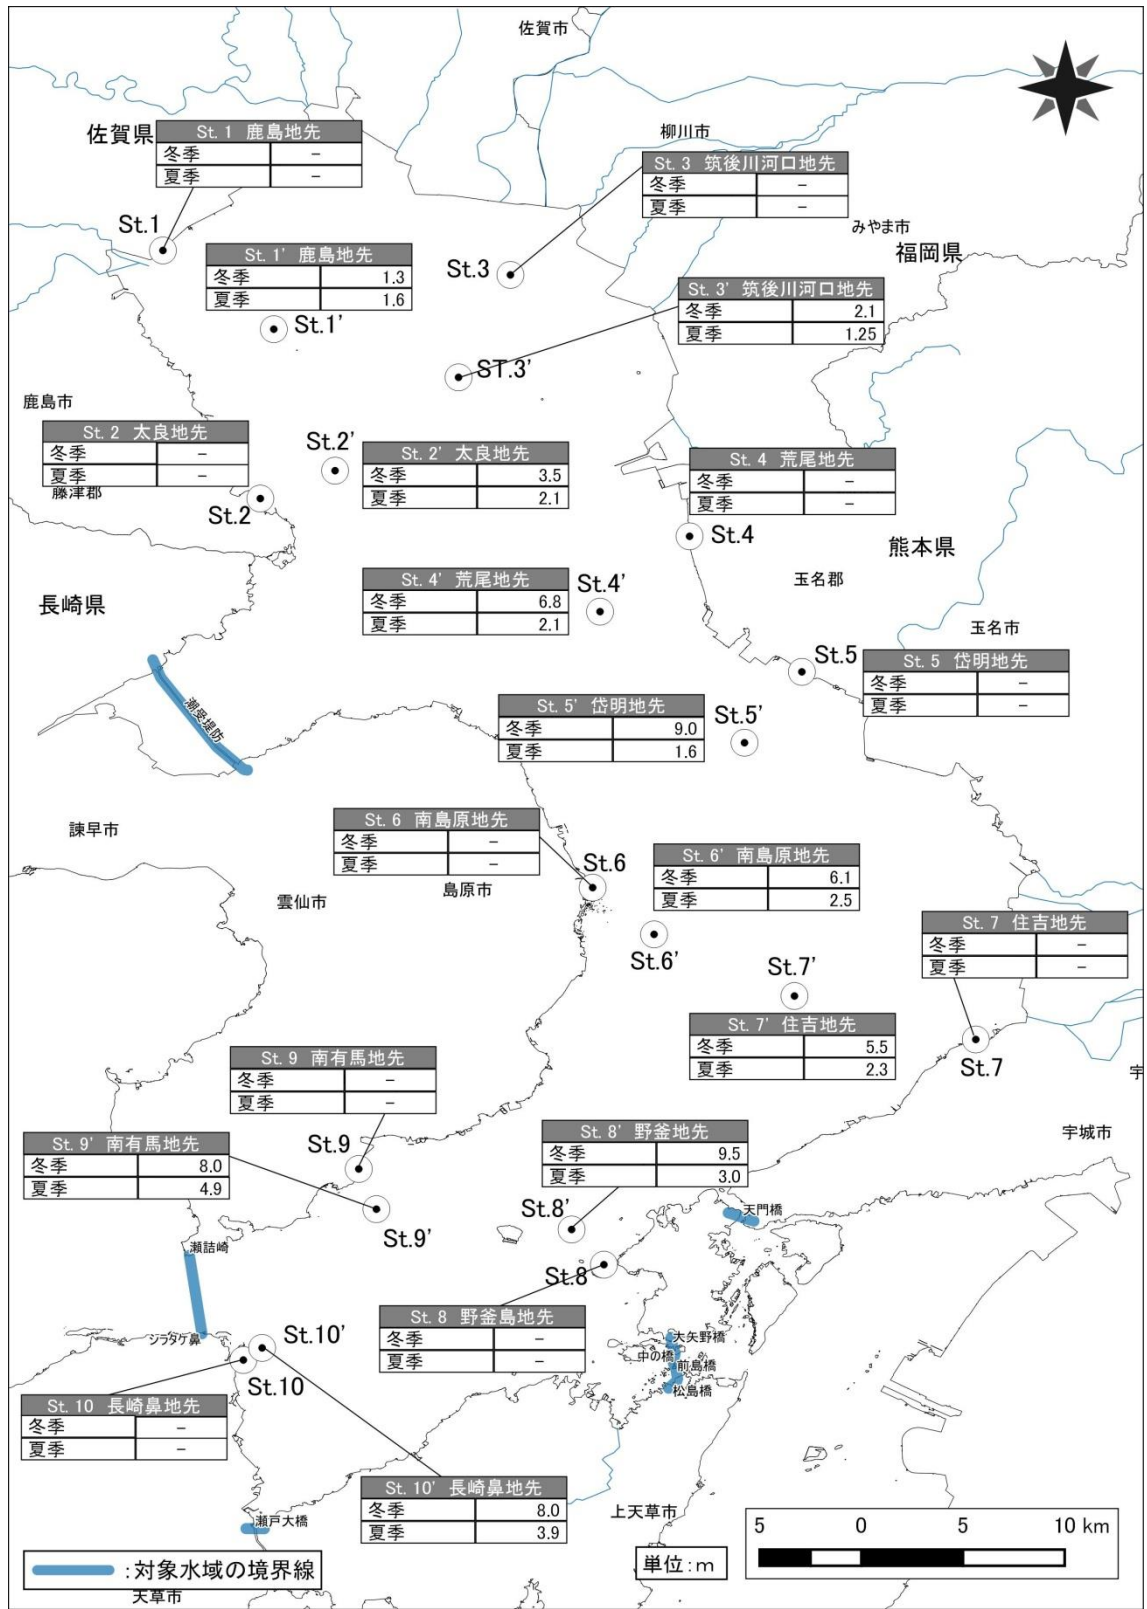 佐賀市
佐賀県
柳川市
St. 1 鹿島地先
冬季 －
夏季 －
St. 3 筑後川河口地先
冬季 －
夏季 －
St.1
みやま市
福岡県
St. 1' 鹿島地先
冬季 1.3
夏季 1.6
St.3
St. 3' 筑後川河口地先
冬季 2.1
夏季 1.25
St.1'
ST.3'
鹿島市
St. 2 太良地先
冬季 －
夏季 －
藤津郡
St.2'
St. 2' 太良地先
冬季 3.5
夏季 2.1
St. 4 荒尾地先
冬季 －
夏季 －
St.2
St.4
熊本県
St. 4' 荒尾地先
冬季 6.8
夏季 2.1
St.4'
玉名郡
長崎県
玉名市
St.5
St. 5 岱明地先
冬季 －
夏季 －
潮受堤防
St. 5' 岱明地先
冬季 9.0
夏季 1.6
St.5'
諫早市
St. 6 南島原地先
冬季 －
夏季 －
St.6
島原市
雲仙市
St. 6' 南島原地先
冬季 6.1
夏季 2.5
St.6'
St. 7 住吉地先
冬季 －
夏季 －
St.7'
St. 7' 住吉地先
冬季 5.5
夏季 2.3
St.7
宇
St. 9 南有馬地先
冬季 －
夏季 －
St. 9' 南有馬地先
冬季 8.0
夏季 4.9
St.9
St. 8' 野釜地先
冬季 9.5
夏季 3.0
宇城市
St.9'
St.8'
天門橋
瀬詰崎
St.8
St. 8 野釜島地先
冬季 －
夏季 －
シラタケ鼻
St.10'
大矢野橋
中の橋
前島橋
松島橋
St.10
St. 10 長崎鼻地先
冬季 －
夏季 －
St. 10' 長崎鼻地先
冬季 8.0
夏季 3.9
瀬戸大橋
上天草市
5 0 5 10 km
:対象水域の境界線
単位:m
天草市